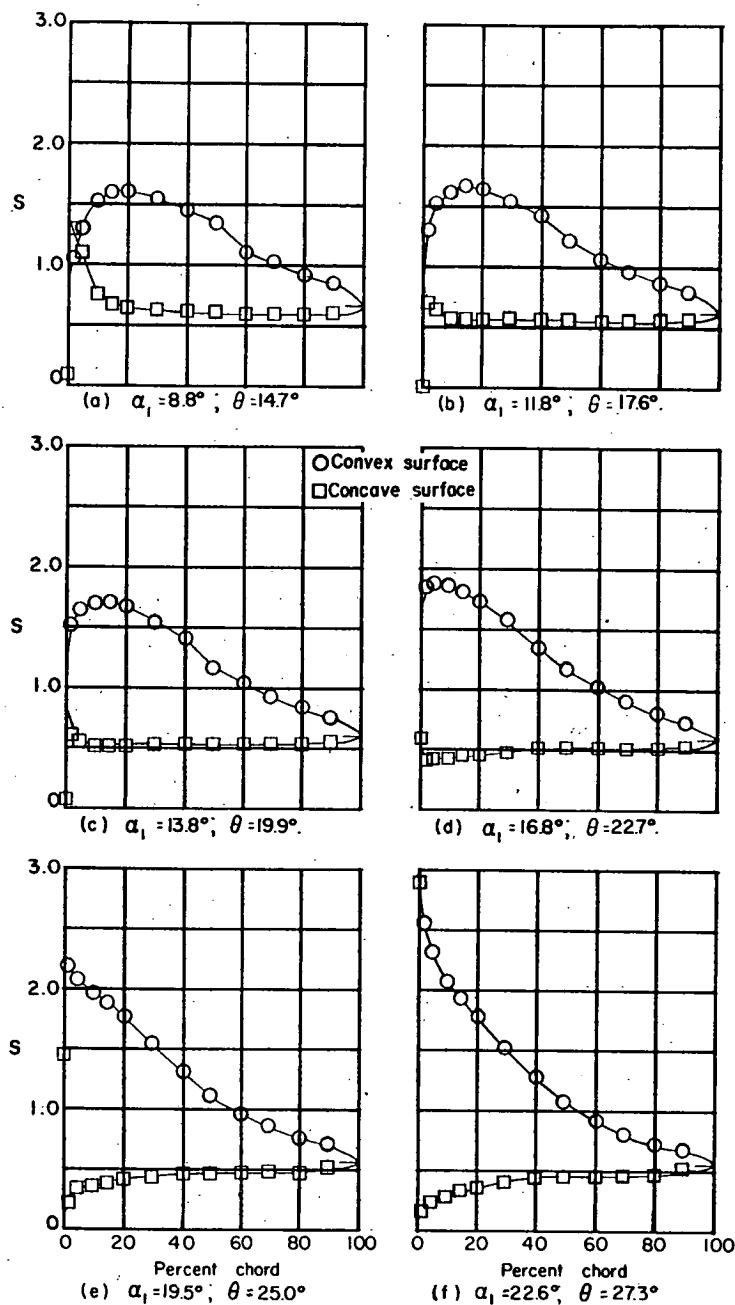 3.0
2.0
S
1.0
0
(a) α₁=8.8°; θ=14.7°.
(b) α₁=11.8°; θ=17.6°.
3.0
○Convex surface
□Concave surface
2.0
S
1.0
0
(c) α₁=13.8°; θ=19.9°.
(d) α₁=16.8°; θ=22.7°.
3.0
2.0
S
1.0
0
0 20 40 60 80 100
0 20 40 60 80 100
Percent chord
Percent chord
(e) α₁=19.5°; θ=25.0°
(f) α₁=22.6°; θ=27.3°